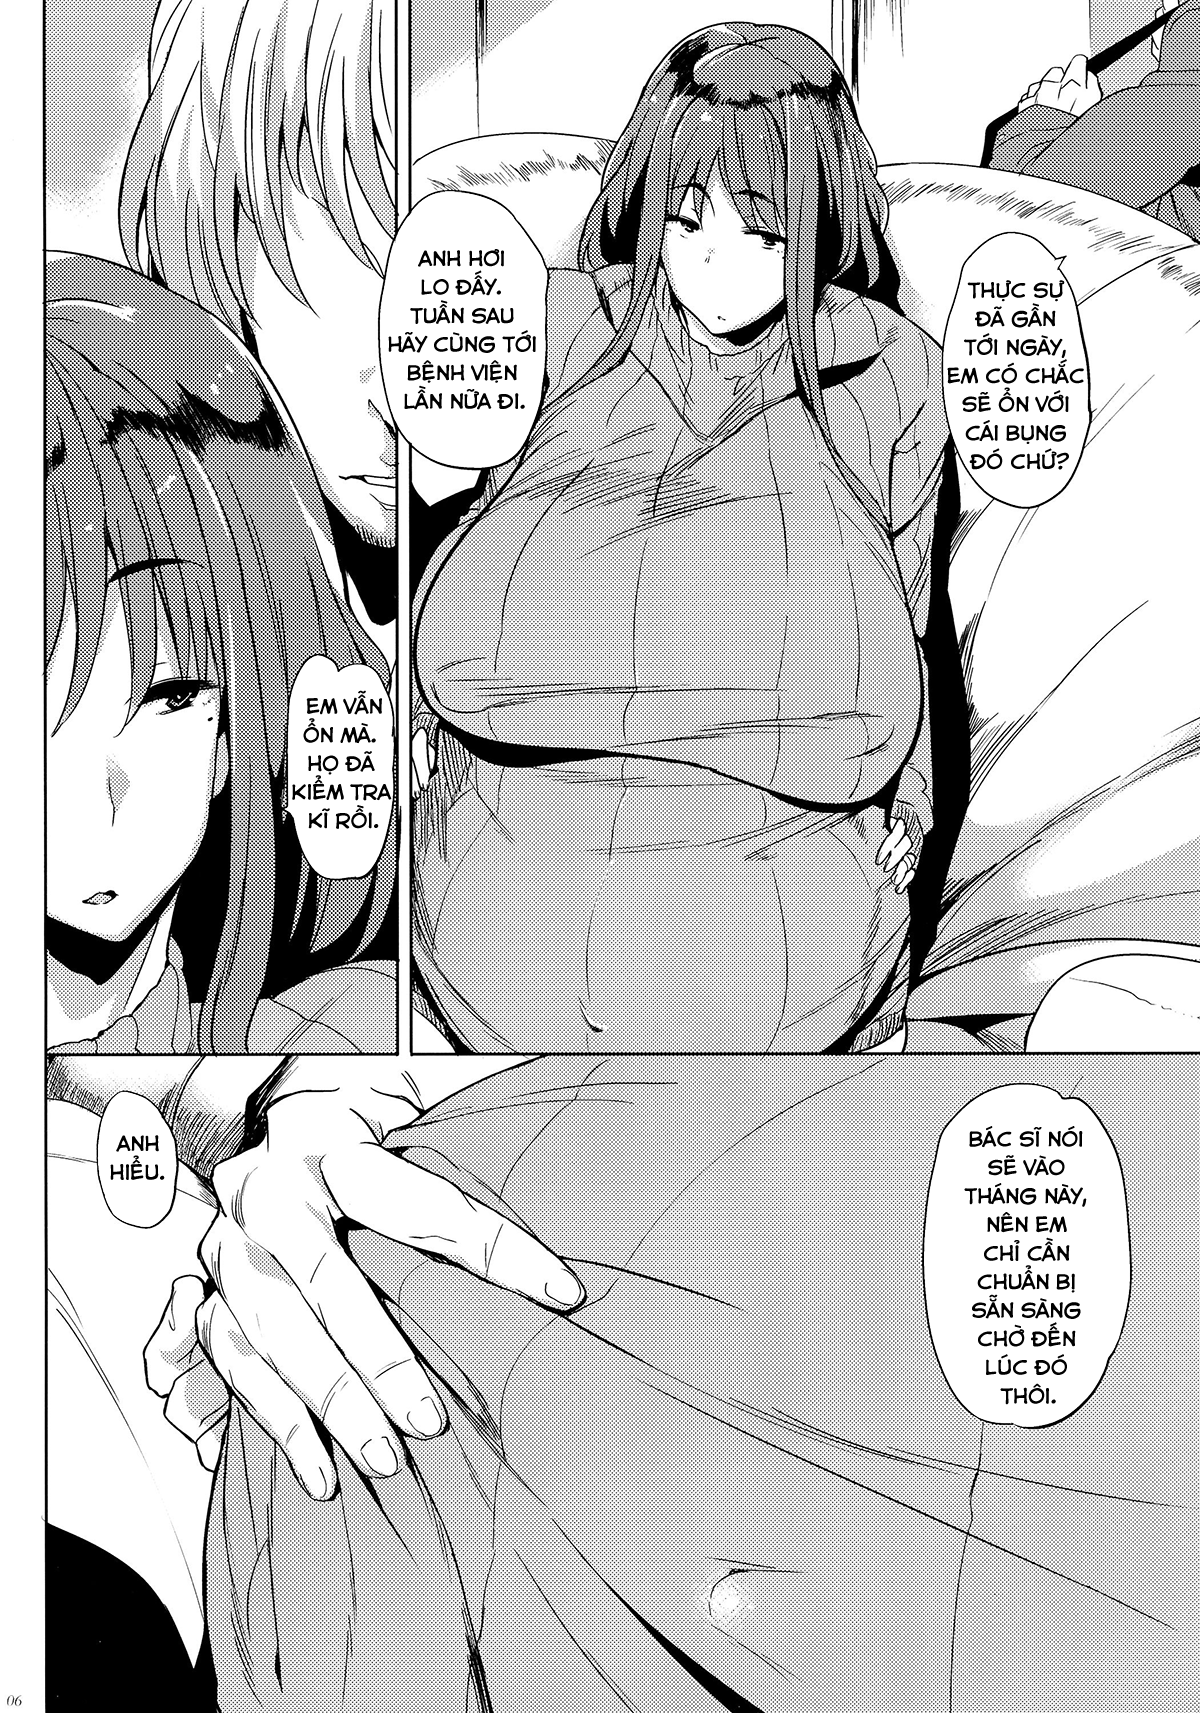 THỰC SỰ
ĐÃ GẦN
TỚI NGÀY,
EM CÓ CHẮC
SẼ ỔN VỚI
CÁI BỤNG
ĐÓ CHỨ?
ANH HƠI
LO ĐẤY.
TUẦN SAU
HÃY CÙNG TỚI
BỆNH VIỆN
LẦN NỮA ĐI.
EM VẪN
ỔN MÀ.
HỌ ĐÃ
KIỂM TRA
KĨ RỒI.
BÁC SĨ NÓI
SẼ VÀO
THÁNG NÀY,
NÊN EM
CHỈ CẦN
CHUẨN BỊ
SẴN SÀNG
CHỜ ĐẾN
LÚC ĐÓ
THÔI.
ANH
HIỂU.
06